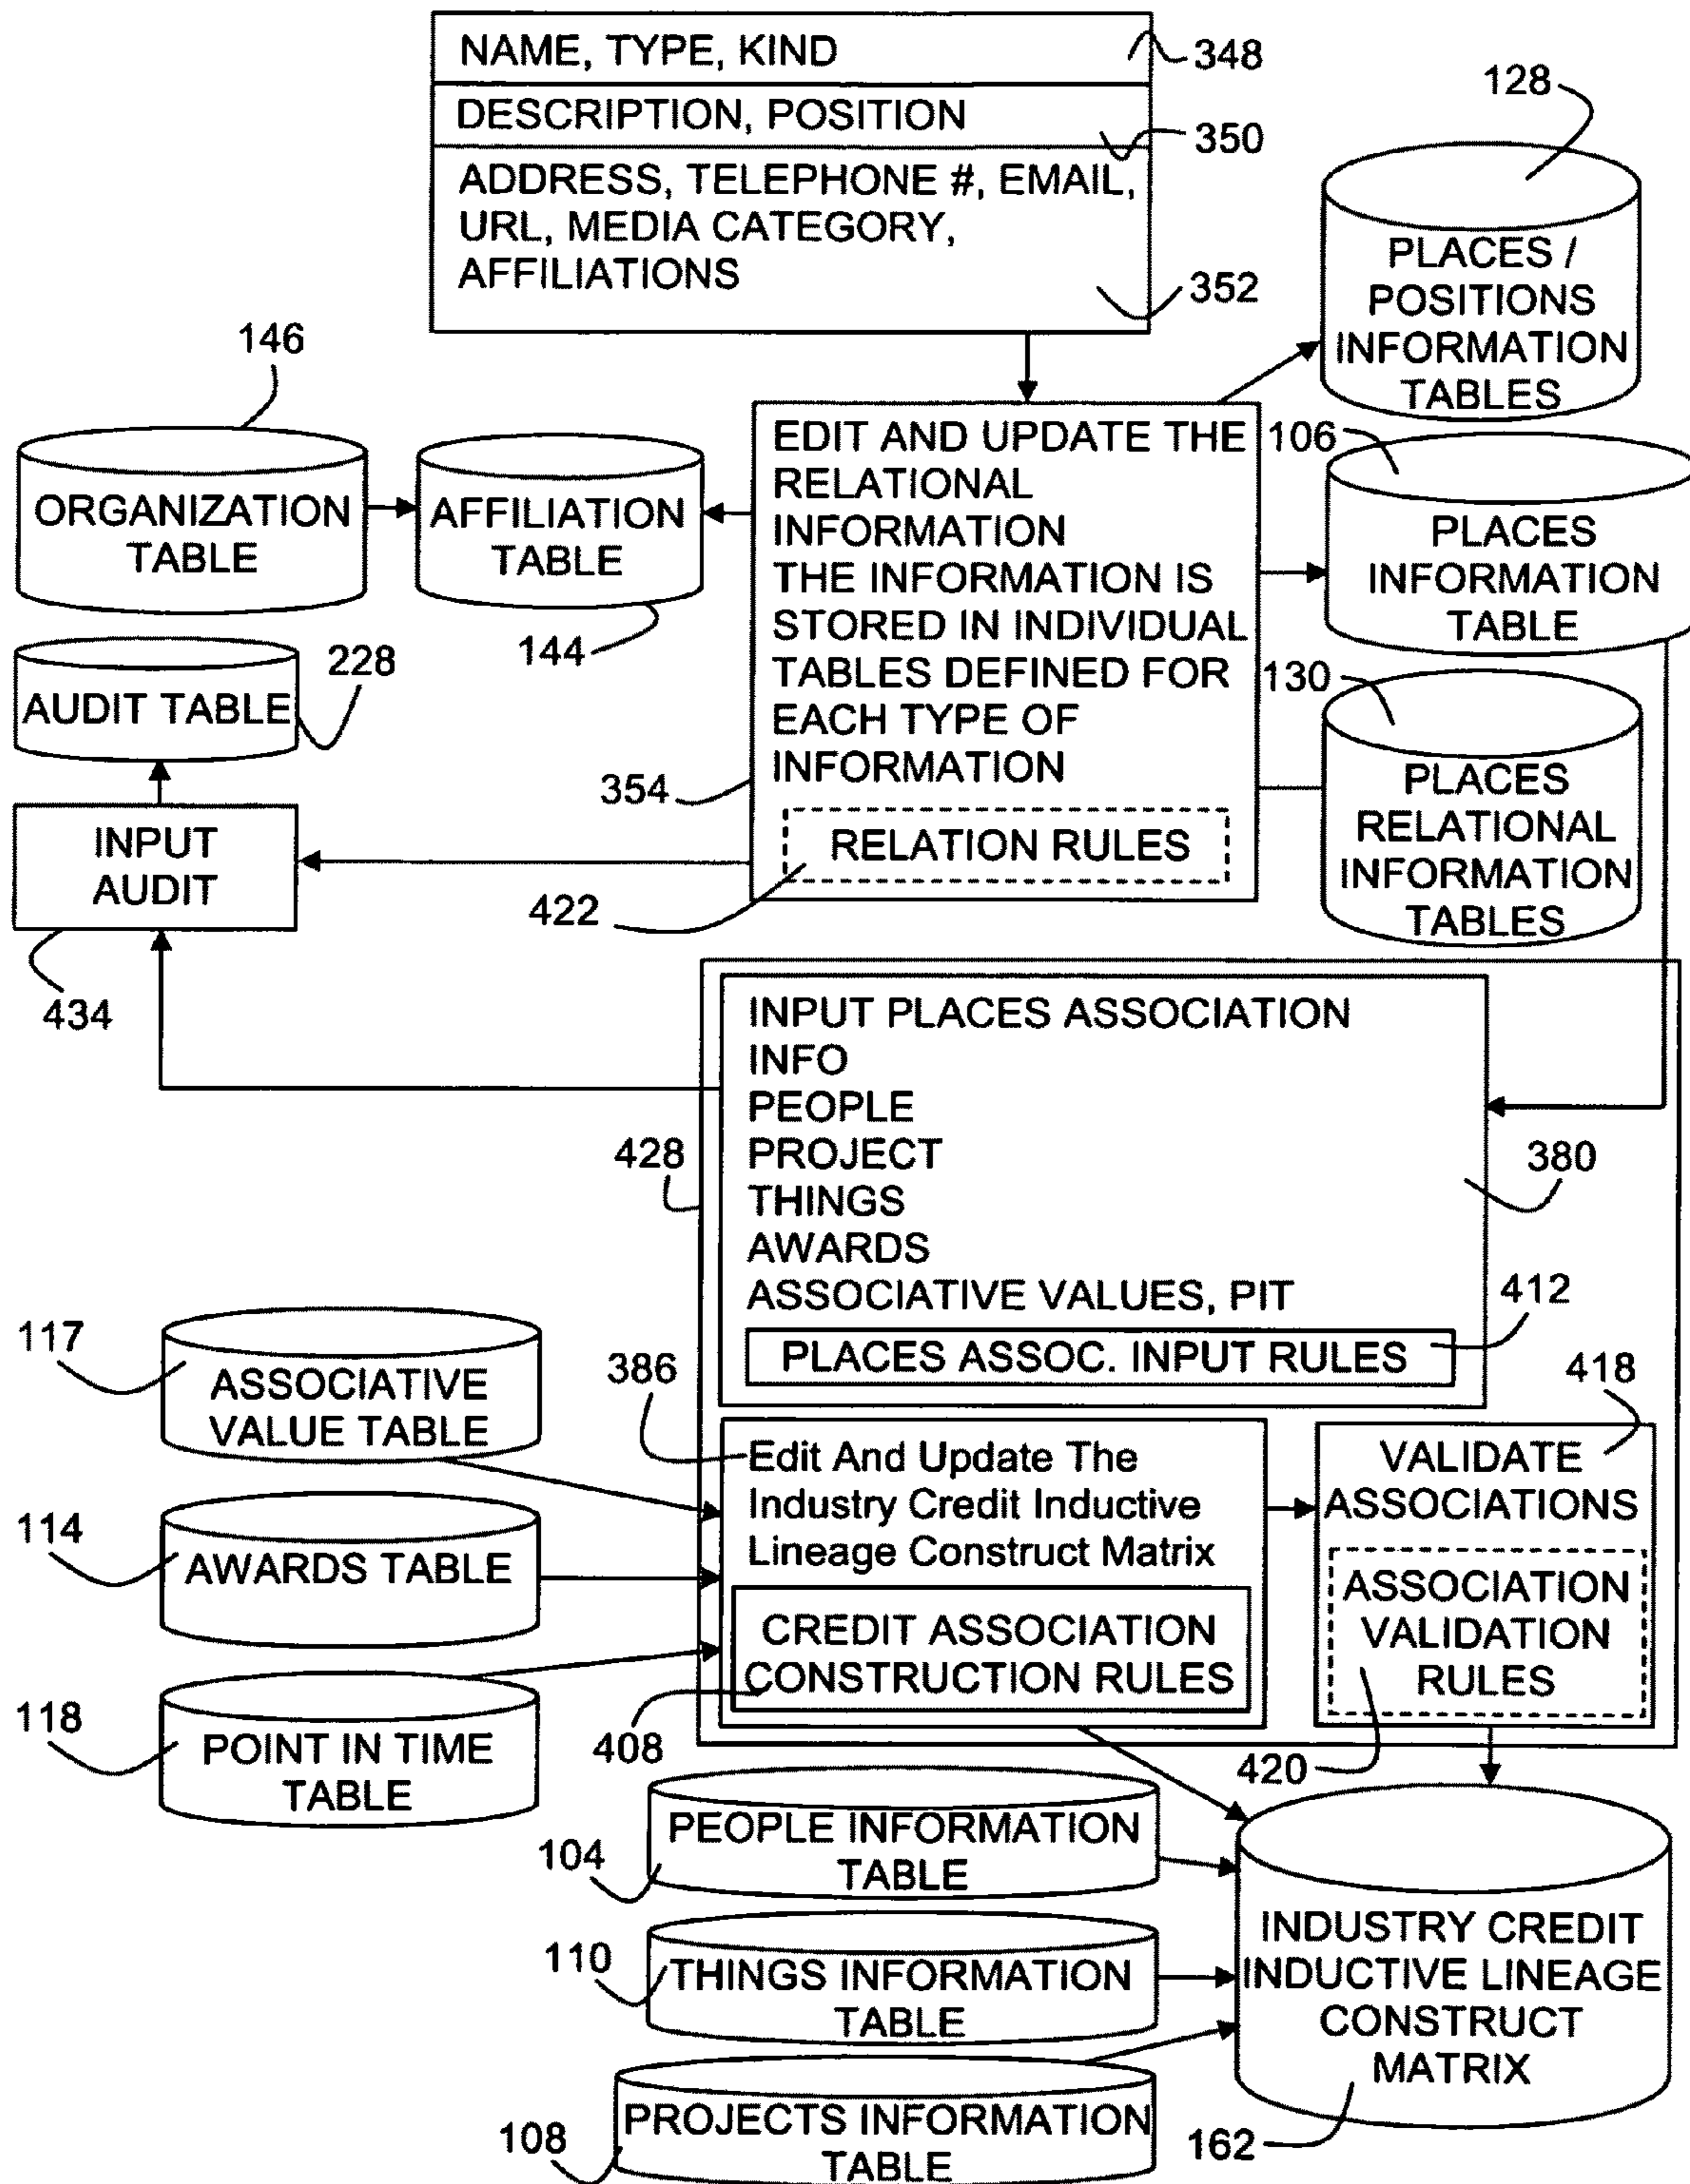 NAME, TYPE, KIND
348
DESCRIPTION, POSITION
350
ADDRESS, TELEPHONE #, EMAIL,
URL, MEDIA CATEGORY,
AFFILIATIONS
352
128
PLACES /
POSITIONS
INFORMATION
TABLES
146
ORGANIZATION
TABLE
AFFILIATION
TABLE
144
EDIT AND UPDATE THE
RELATIONAL
INFORMATION
THE INFORMATION IS
STORED IN INDIVIDUAL
TABLES DEFINED FOR
EACH TYPE OF
INFORMATION
354
RELATION RULES
422
106
PLACES
INFORMATION
TABLE
130
PLACES
RELATIONAL
INFORMATION
TABLES
AUDIT TABLE
228
INPUT
AUDIT
434
INPUT PLACES ASSOCIATION
INFO
PEOPLE
PROJECT
THINGS
AWARDS
ASSOCIATIVE VALUES, PIT
428
380
412
PLACES ASSOC. INPUT RULES
117
ASSOCIATIVE
VALUE TABLE
114
AWARDS TABLE
118
POINT IN TIME
TABLE
386
Edit And Update The
Industry Credit Inductive
Lineage Construct Matrix
CREDIT ASSOCIATION
CONSTRUCTION RULES
408
418
VALIDATE
ASSOCIATIONS
ASSOCIATION
VALIDATION
RULES
420
PEOPLE INFORMATION
TABLE
104
110
THINGS INFORMATION
TABLE
PROJECTS INFORMATION
TABLE
108
INDUSTRY CREDIT
INDUCTIVE LINEAGE
CONSTRUCT
MATRIX
162